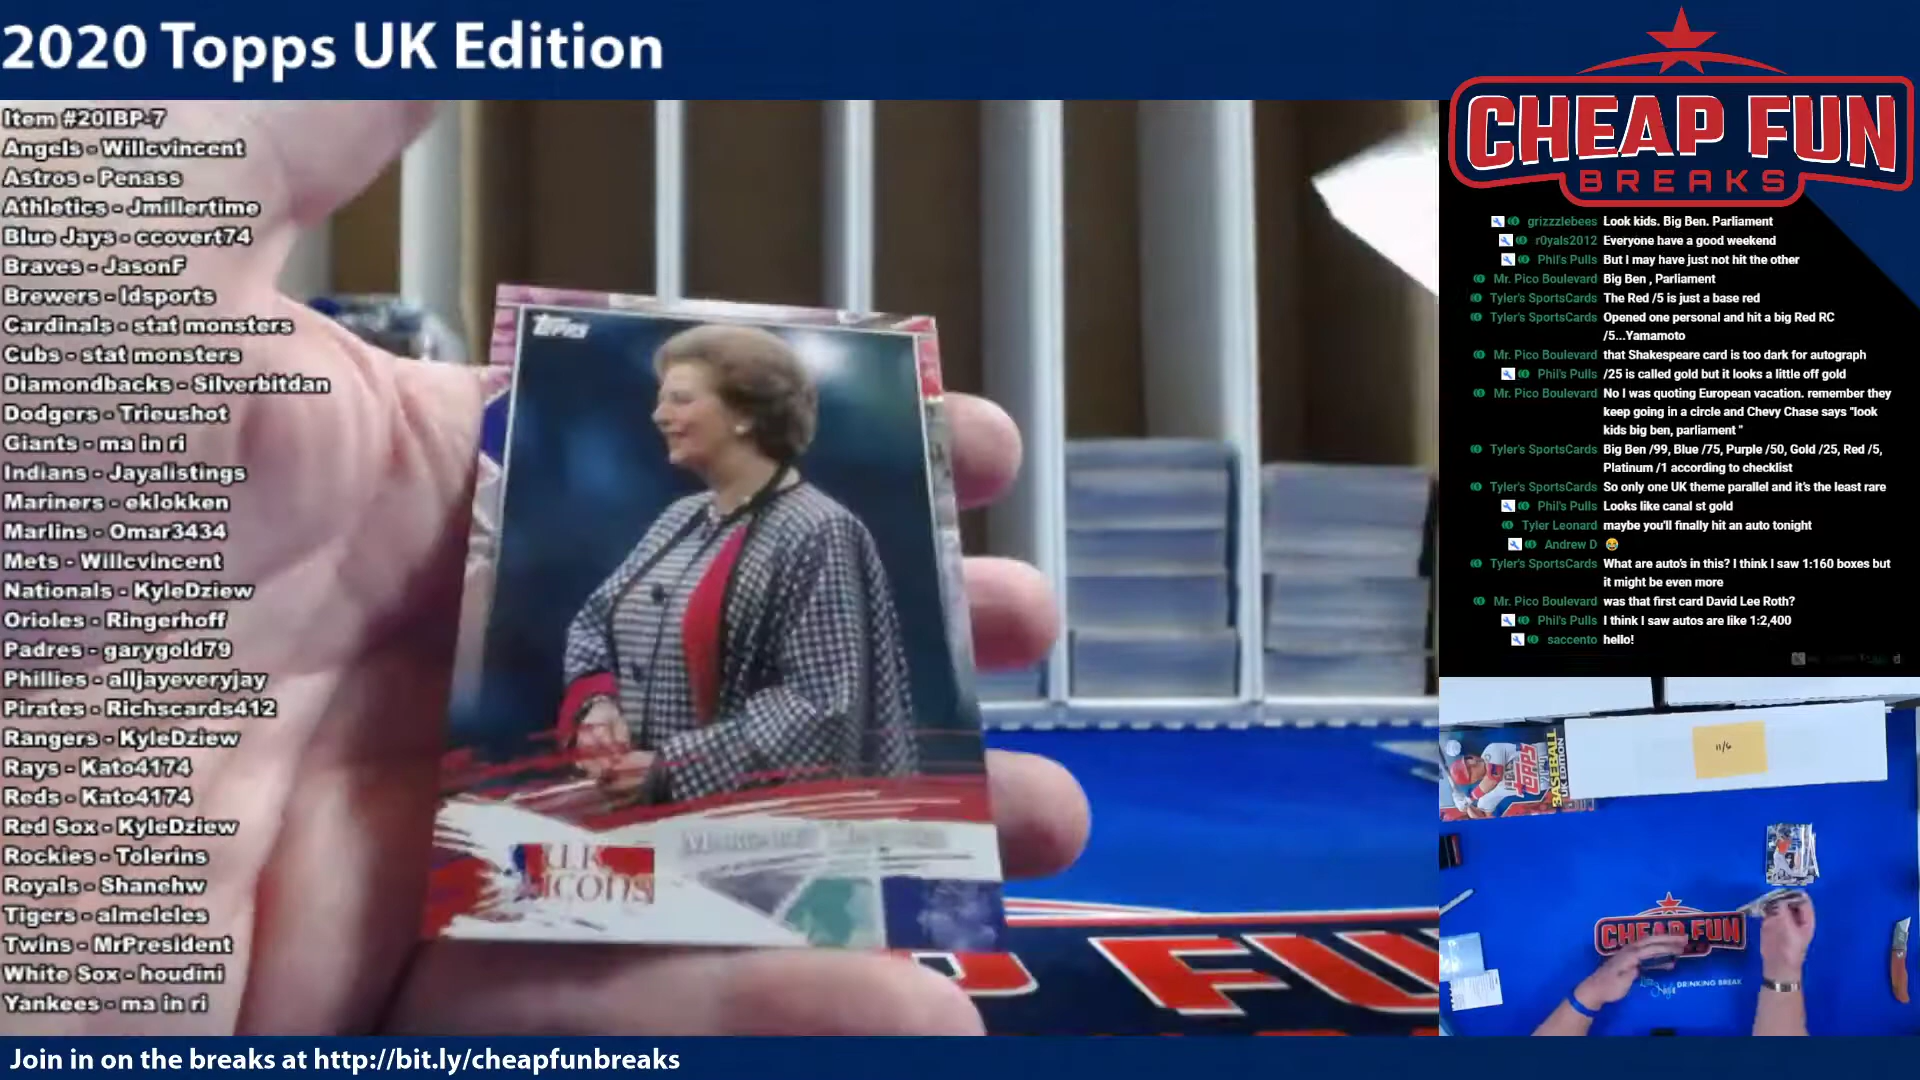 2020 Topps UK Edition
Item #20IBP-7
Angels - Willcvincent
Astros - Penass
Athletics - Jmillertime
Blue Jays - ccovert74
Braves - JasonF
Brewers - ldsports
Cardinals - stat monsters
Cubs - stat monsters
Diamondbacks - Silverbitdan
Dodgers - Trieushot
Giants - ma in ri
Indians - Jayalistings
Mariners - eklokken
Marlins - Omar3434
Mets - Willcvincent
Nationals - KyleDziew
Orioles - Ringerhoff
Padres - garygold79
Phillies - alljayeveryjay
Pirates - Richscards412
Rangers - KyleDziew
Rays - Kato4174
Reds - Kato4174
Red Sox - KyleDziew
Rockies - Tolerins
Royals - Shanehw
Tigers - almeleles
Twins - MrPresident
White Sox - houdini
Yankees - ma in ri
TOPPS
U.K.
ICONS
FU
CHEAP FUN
BREAKS
grizzzlebees Look kids. Big Ben. Parliament
r0yals2012 Everyone have a good weekend
Phil's Pulls But I may have just not hit the other
Mr. Pico Boulevard Big Ben , Parliament
Tyler's SportsCards The Red /5 is just a base red
Tyler's SportsCards Opened one personal and hit a big Red RC
/5...Yamamoto
Mr. Pico Boulevard that Shakespeare card is too dark for autograph
Phil's Pulls /25 is called gold but it looks a little off gold
Mr. Pico Boulevard No I was quoting European vacation. remember they
keep going in a circle and Chevy Chase says "look
kids big ben, parliament "
Tyler's SportsCards Big Ben /99, Blue /75, Purple /50, Gold /25, Red /5,
Platinum /1 according to checklist
Tyler's SportsCards So only one UK theme parallel and it's the least rare
Phil's Pulls Looks like canal st gold
Tyler Leonard maybe you'll finally hit an auto tonight
Andrew D 😂
Tyler's SportsCards What are auto's in this? I think I saw 1:160 boxes but
it might be even more
Mr. Pico Boulevard was that first card David Lee Roth?
Phil's Pulls I think I saw autos are like 1:2,400
saccento hello!
11/6
TOPPS
BASEBALL
UK EDITION
CHEAP FUN
DRINKING BREAK
Join in on the breaks at http://bit.ly/cheapfunbreaks